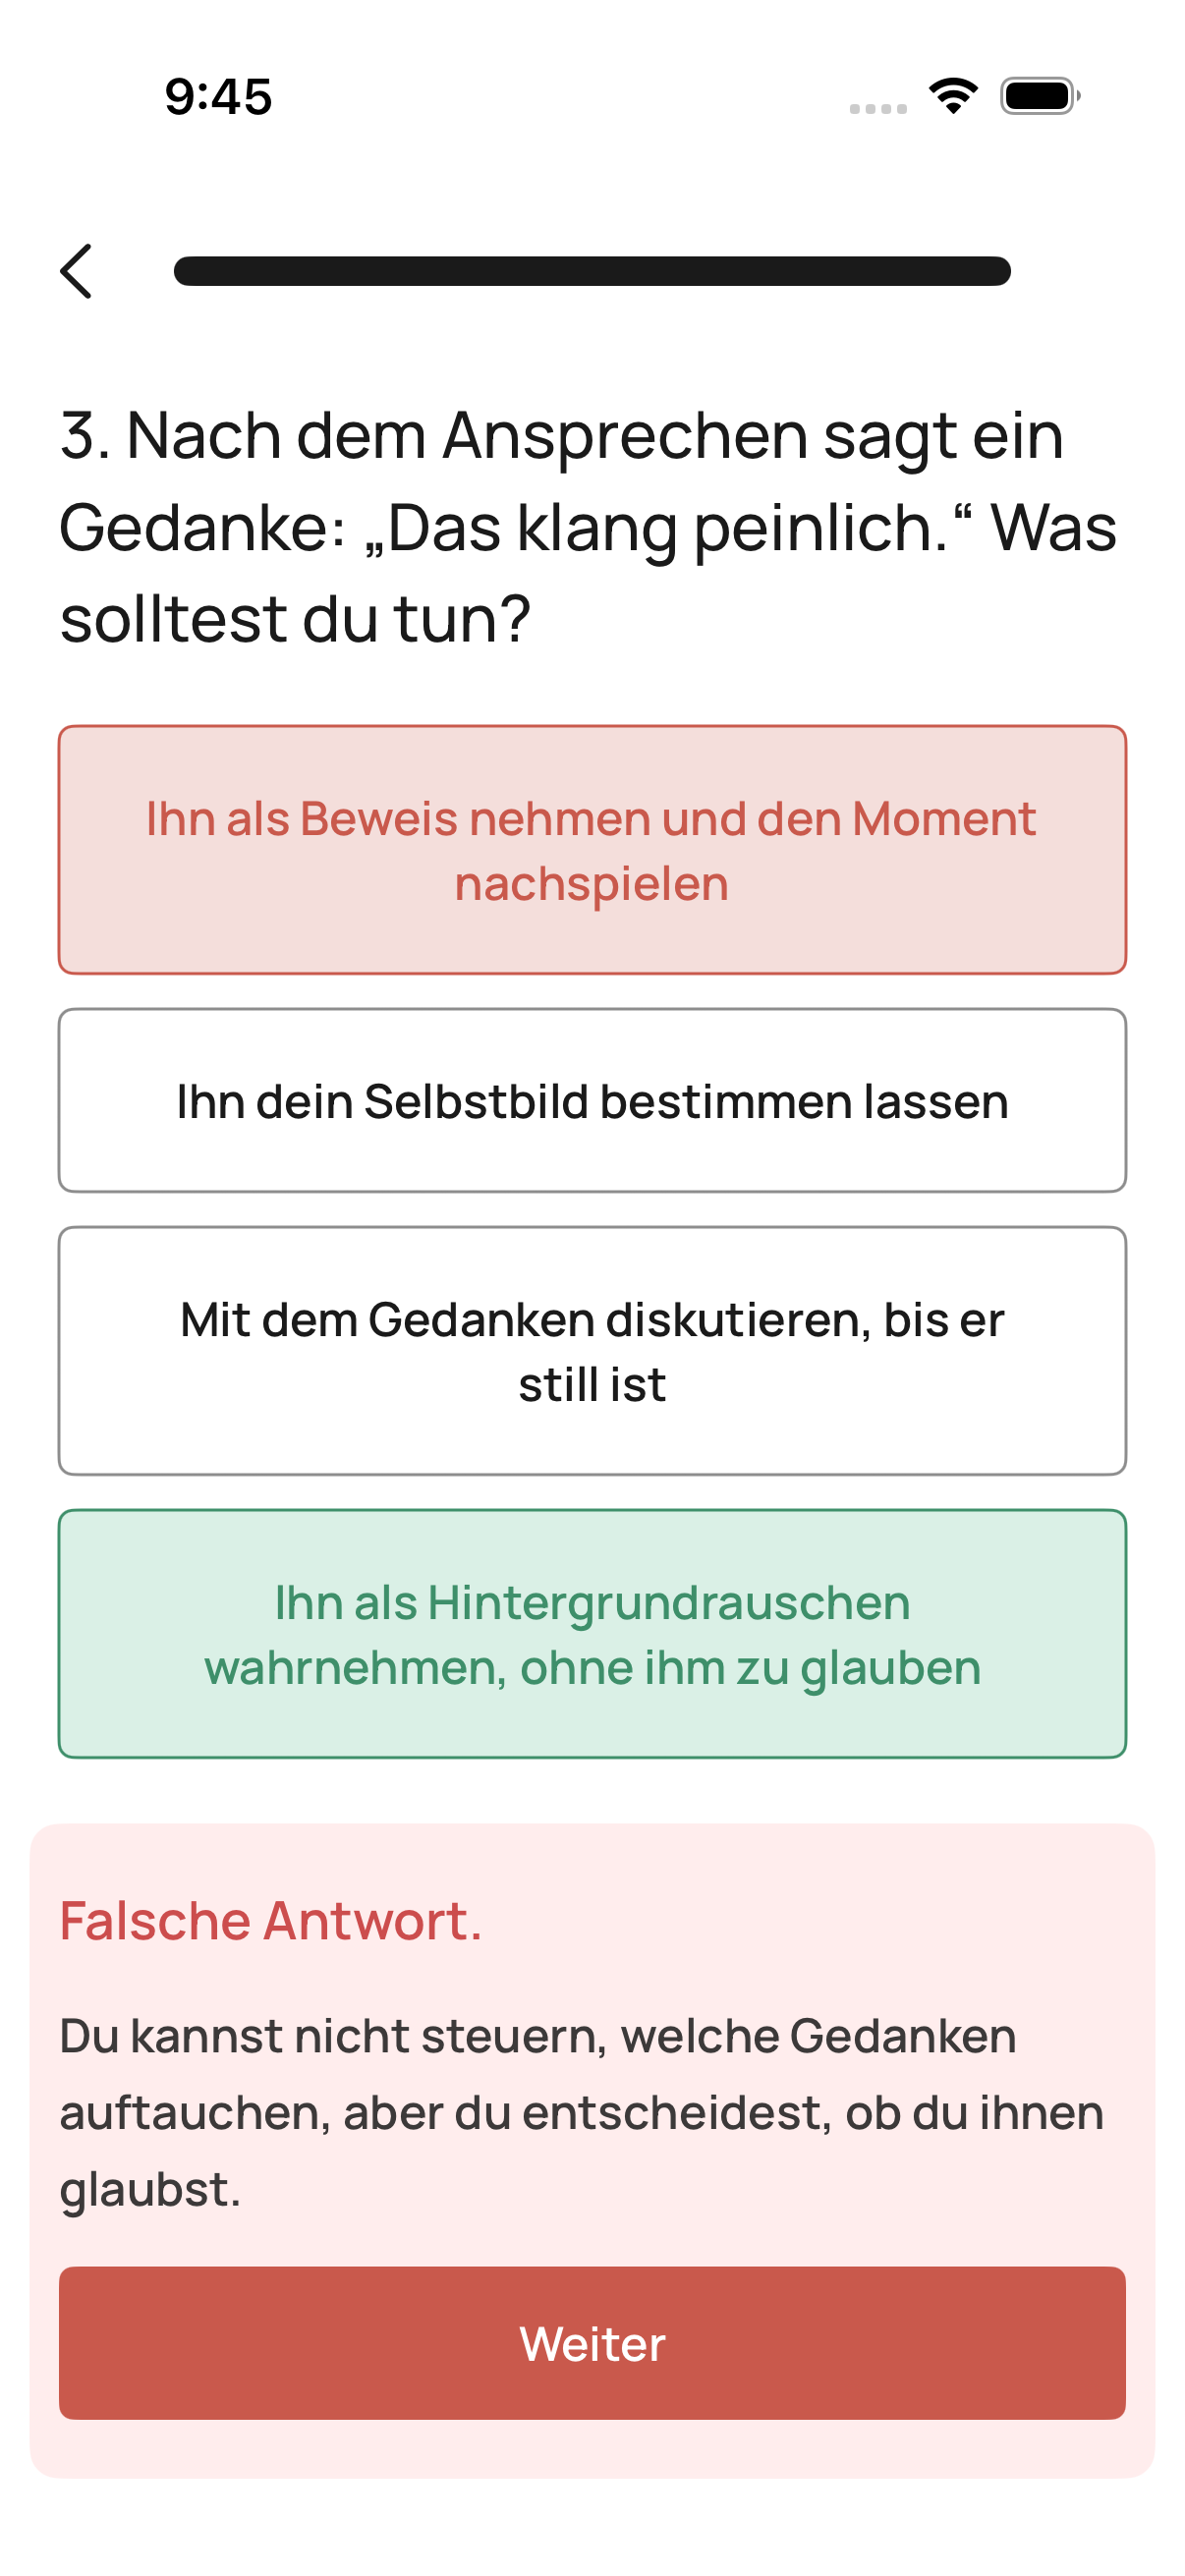 9:45
3. Nach dem Ansprechen sagt ein
Gedanke: „Das klang peinlich.“ Was
solltest du tun?
Ihn als Beweis nehmen und den Moment
nachspielen
Ihn dein Selbstbild bestimmen lassen
Mit dem Gedanken diskutieren, bis er
still ist
Ihn als Hintergrundrauschen
wahrnehmen, ohne ihm zu glauben
Falsche Antwort.
Du kannst nicht steuern, welche Gedanken
auftauchen, aber du entscheidest, ob du ihnen
glaubst.
Weiter